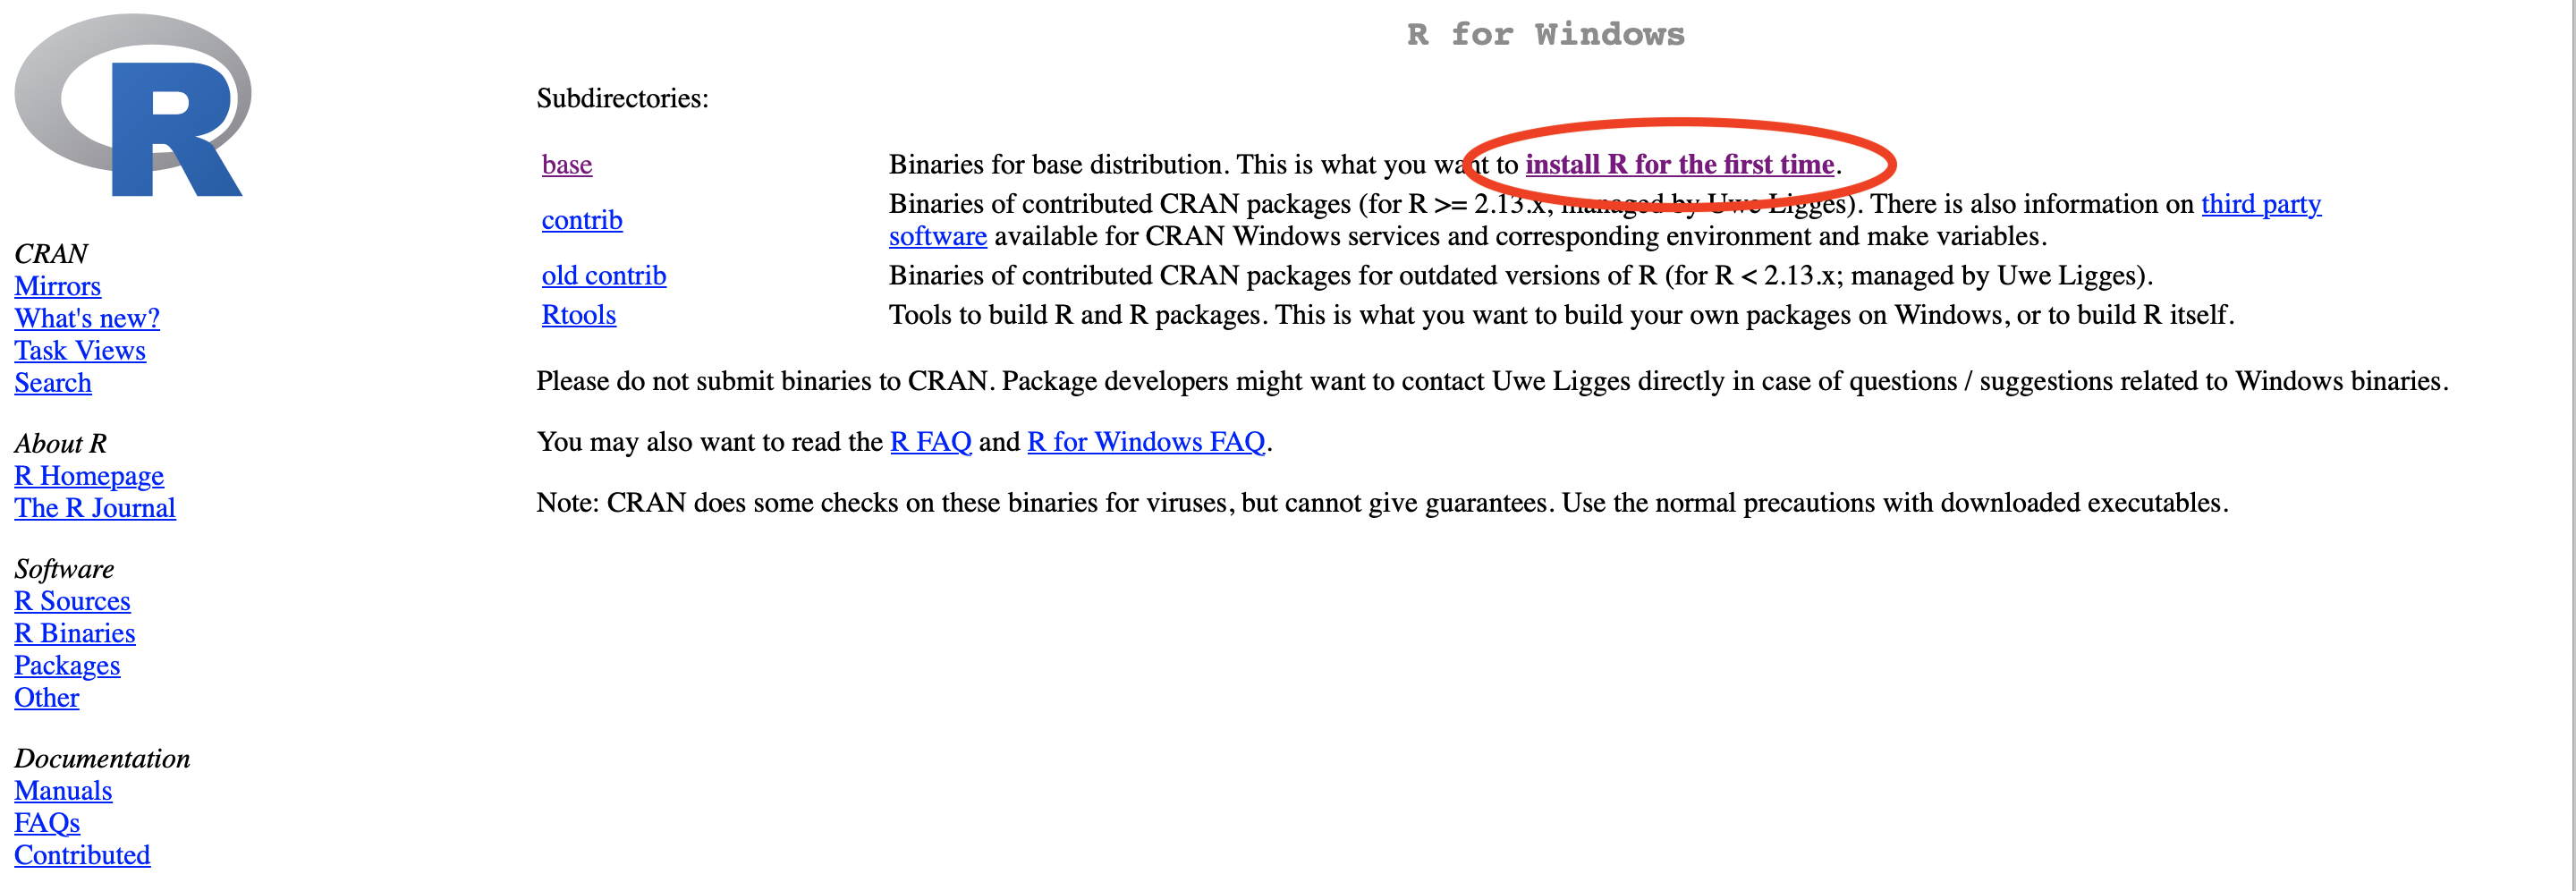 R
R for Windows
Subdirectories:
base Binaries for base distribution. This is what you want to install R for the first time.
contrib Binaries of contributed CRAN packages (for R >= 2.13.x; managed by Uwe Ligges). There is also information on third party
software available for CRAN Windows services and corresponding environment and make variables.
old contrib Binaries of contributed CRAN packages for outdated versions of R (for R < 2.13.x; managed by Uwe Ligges).
Rtools Tools to build R and R packages. This is what you want to build your own packages on Windows, or to build R itself.
Please do not submit binaries to CRAN. Package developers might want to contact Uwe Ligges directly in case of questions / suggestions related to Windows binaries.
You may also want to read the R FAQ and R for Windows FAQ.
Note: CRAN does some checks on these binaries for viruses, but cannot give guarantees. Use the normal precautions with downloaded executables.
CRAN
Mirrors
What's new?
Task Views
Search
About R
R Homepage
The R Journal
Software
R Sources
R Binaries
Packages
Other
Documentation
Manuals
FAQs
Contributed